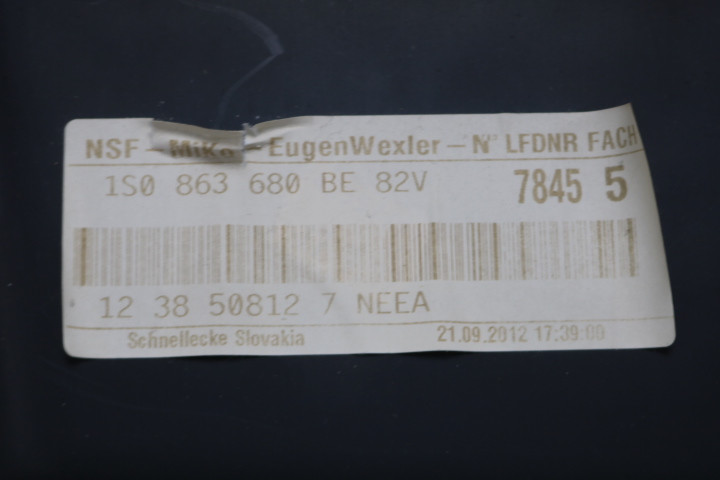 NSF - MiKo - EugenWexler - N° LFDNR FACH
1S0 863 680 BE 82V 7845 5
12 38 50812 7 NEEA
Schnellecke Slovakia 21.09.2012 17:39:00